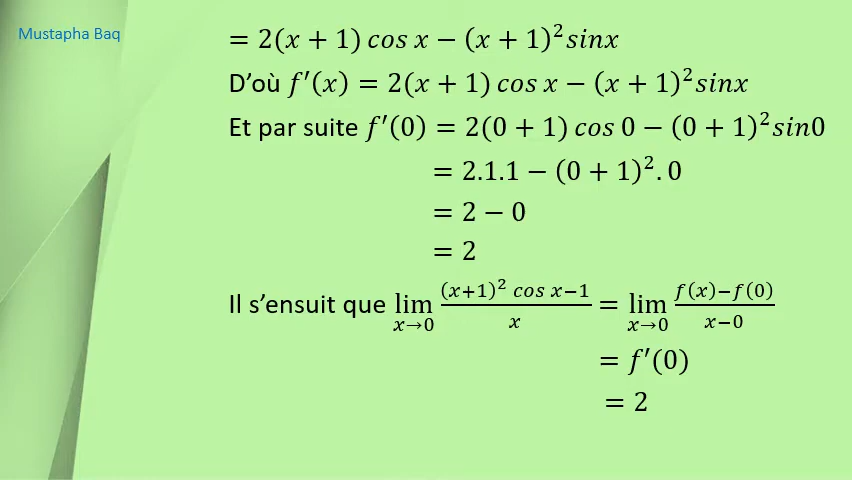 Mustapha Baq
= 2(x + 1) cos x − (x + 1)²sinx
D’où f′(x) = 2(x + 1) cos x − (x + 1)²sinx
Et par suite f′(0) = 2(0 + 1) cos 0 − (0 + 1)²sin0
= 2.1.1 − (0 + 1)². 0
= 2 − 0
= 2
Il s’ensuit que lim x→0 (x+1)² cos x−1 / x = lim x→0 f(x)−f(0) / x−0
= f′(0)
= 2